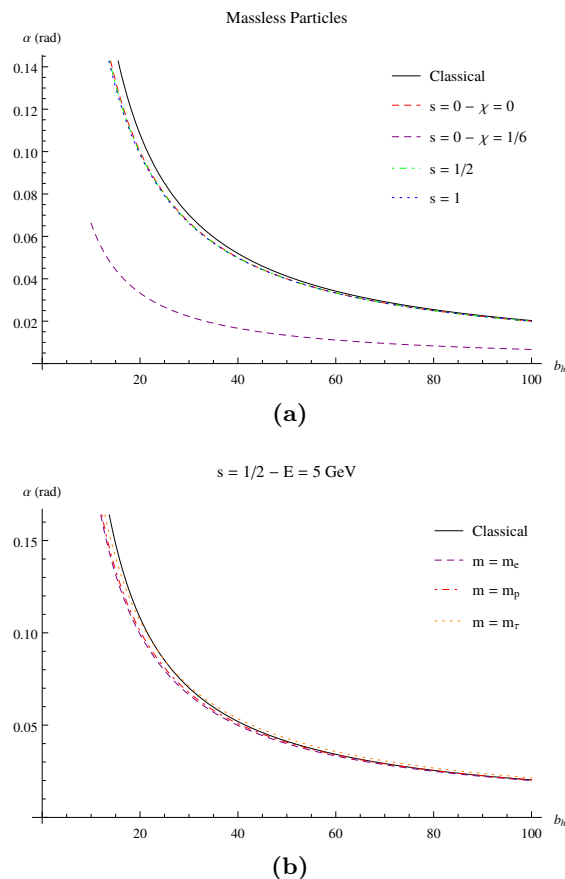 Massless Particles
α (rad)
0.14
0.12
0.10
0.08
0.06
0.04
0.02
20
40
60
80
100
b_h
Classical
s = 0 − χ = 0
s = 0 − χ = 1/6
s = 1/2
s = 1
(a)
s = 1/2 − E = 5 GeV
α (rad)
0.15
0.10
0.05
20
40
60
80
100
b_h
Classical
m = m_e
m = m_p
m = m_τ
(b)